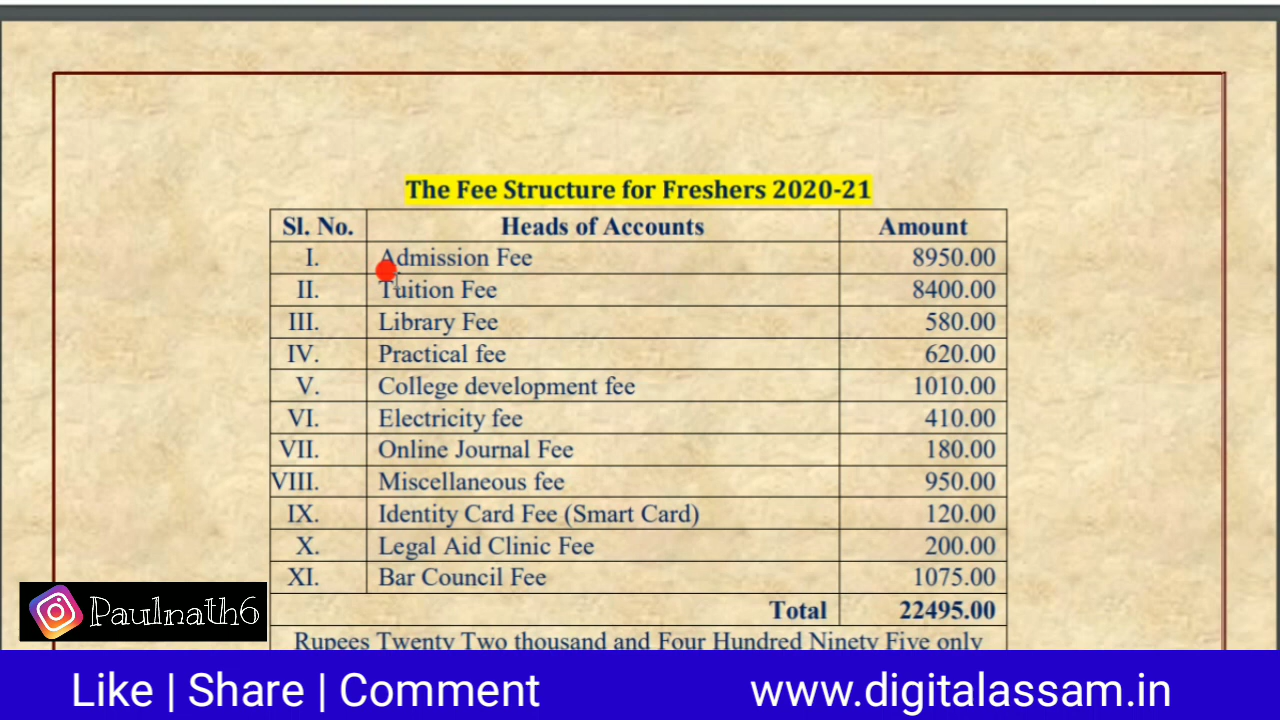 The Fee Structure for Freshers 2020-21
Sl. No. Heads of Accounts Amount
I. Admission Fee 8950.00
II. Tuition Fee 8400.00
III. Library Fee 580.00
IV. Practical fee 620.00
V. College development fee 1010.00
VI. Electricity fee 410.00
VII. Online Journal Fee 180.00
VIII. Miscellaneous fee 950.00
IX. Identity Card Fee (Smart Card) 120.00
X. Legal Aid Clinic Fee 200.00
XI. Bar Council Fee 1075.00
Total 22495.00
Rupees Twenty Two thousand and Four Hundred Ninety Five only
Paulnath6
Like | Share | Comment www.digitalassam.in